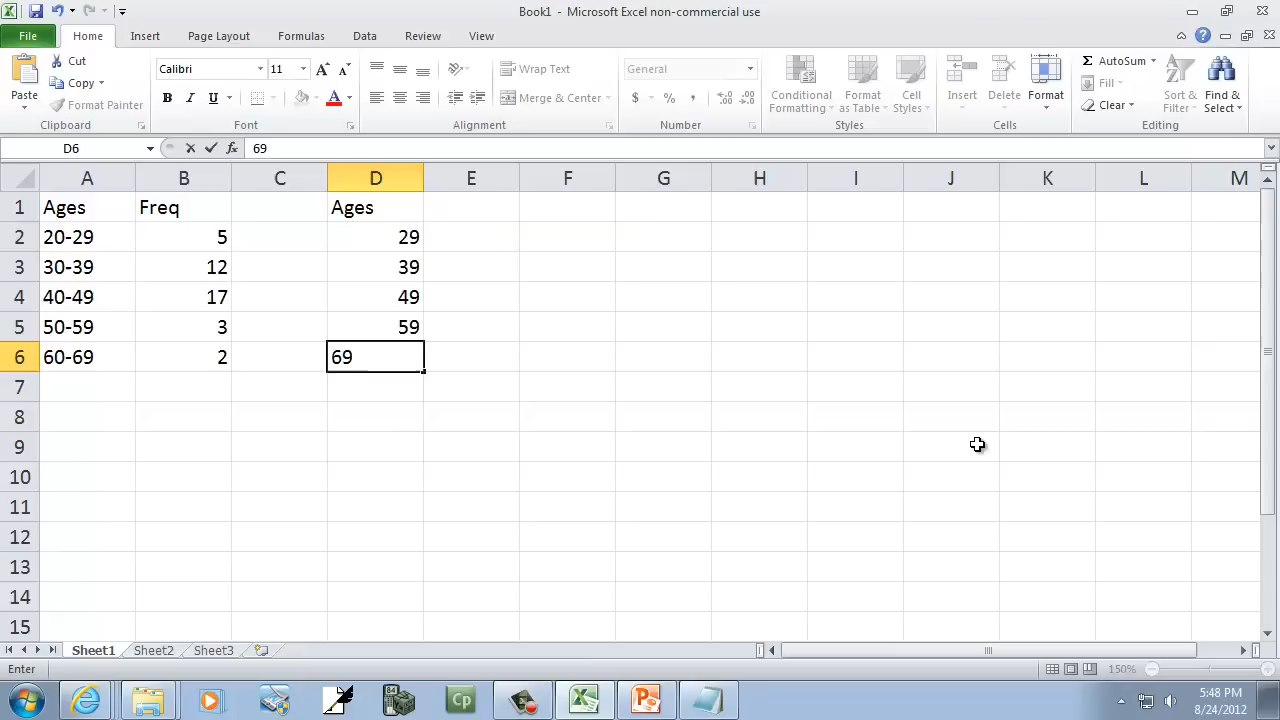 Book1 - Microsoft Excel non-commercial use
File Home Insert Page Layout Formulas Data Review View
Paste
Cut
Copy
Format Painter
Clipboard
Calibri 11
B I U
A
Font
Wrap Text
Merge & Center
Alignment
General
$ % ,
Number
Conditional Formatting
Format as Table
Cell Styles
Styles
Insert
Delete
Format
Cells
Σ AutoSum
Fill
Clear
Sort & Filter
Find & Select
Editing
D6 fx 69
A B C D E F G H I J K L M
1 Ages Freq Ages
2 20-29 5 29
3 30-39 12 39
4 40-49 17 49
5 50-59 3 59
6 60-69 2 69
7
8
9
10
11
12
13
14
15
Sheet1 Sheet2 Sheet3
Enter 150%
Cp
5:48 PM
8/24/2012